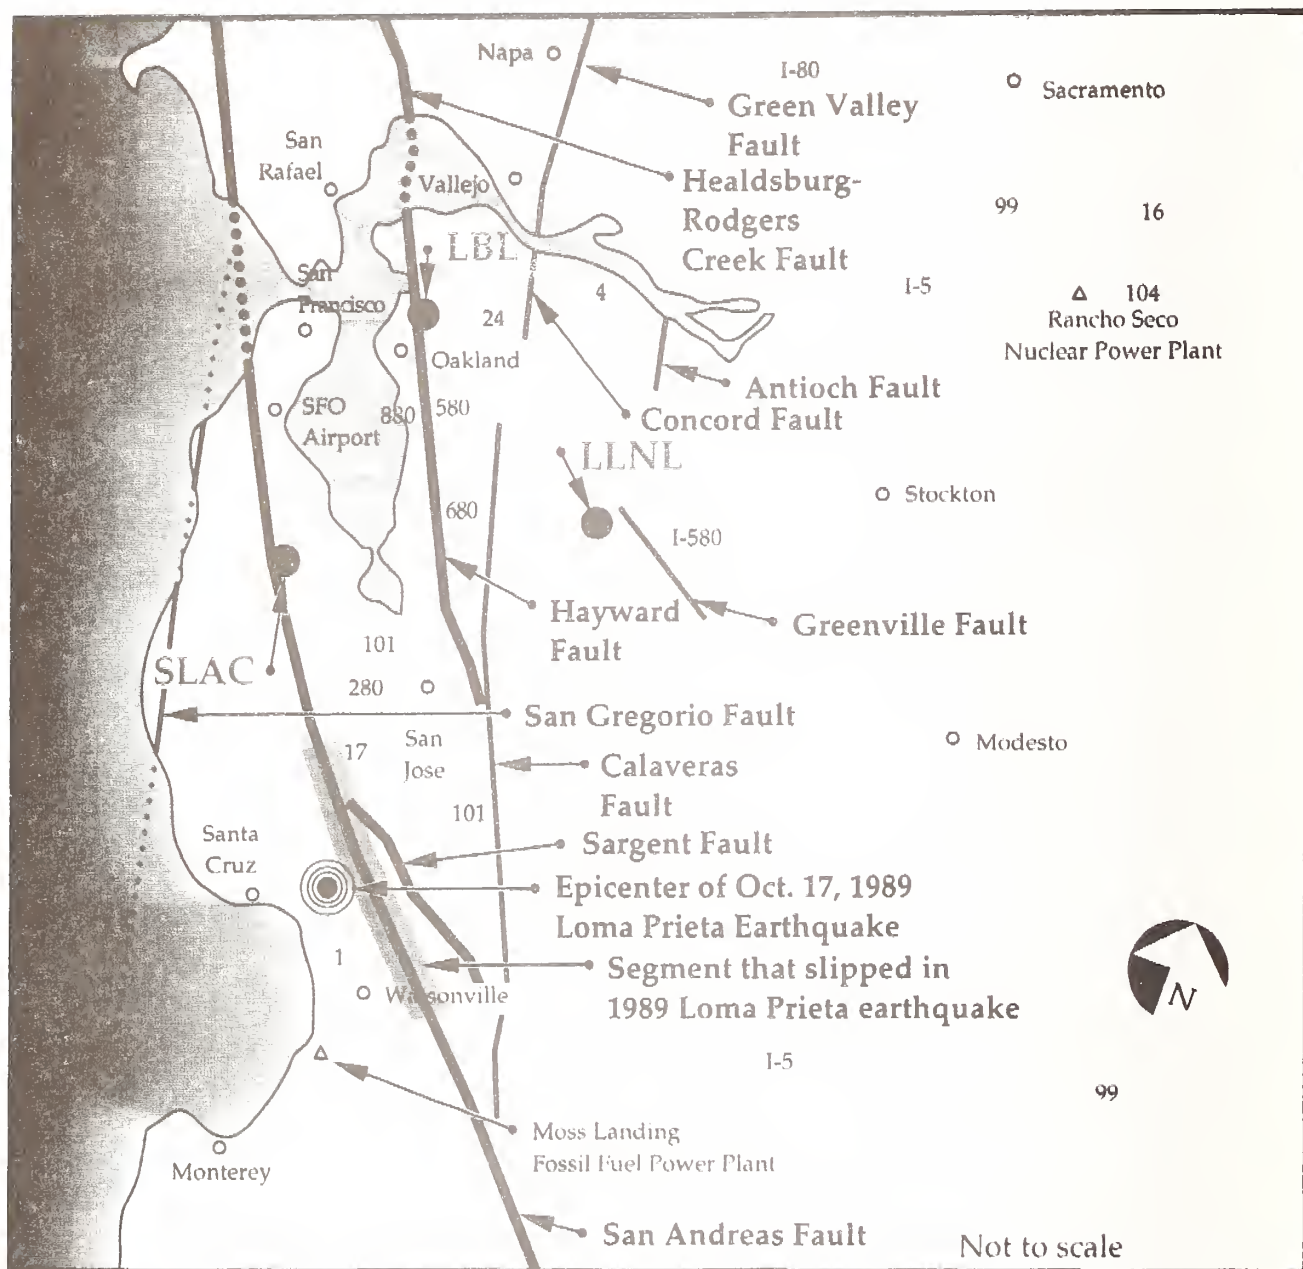 Napa
I-80
Sacramento
Green Valley
Fault
San
Rafael
Vallejo
Healdsburg-
Rodgers
Creek Fault
99
16
LBL
San
Francisco
4
I-5
104
Rancho Seco
Nuclear Power Plant
24
Oakland
Antioch Fault
SFO
Airport
880
580
Concord Fault
LLNL
Stockton
680
I-580
Hayward
Fault
Greenville Fault
101
SLAC
280
San Gregorio Fault
17
San
Jose
Modesto
Calaveras
Fault
101
Santa
Cruz
Sargent Fault
Epicenter of Oct. 17, 1989
Loma Prieta Earthquake
1
Segment that slipped in
1989 Loma Prieta earthquake
Watsonville
N
I-5
99
Moss Landing
Fossil Fuel Power Plant
Monterey
San Andreas Fault
Not to scale